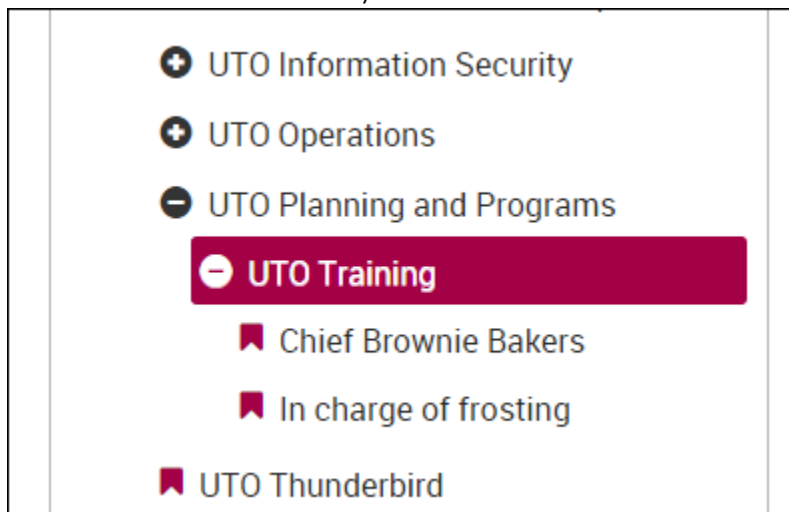 UTO Information Security
UTO Operations
UTO Planning and Programs
UTO Training
Chief Brownie Bakers
In charge of frosting
UTO Thunderbird